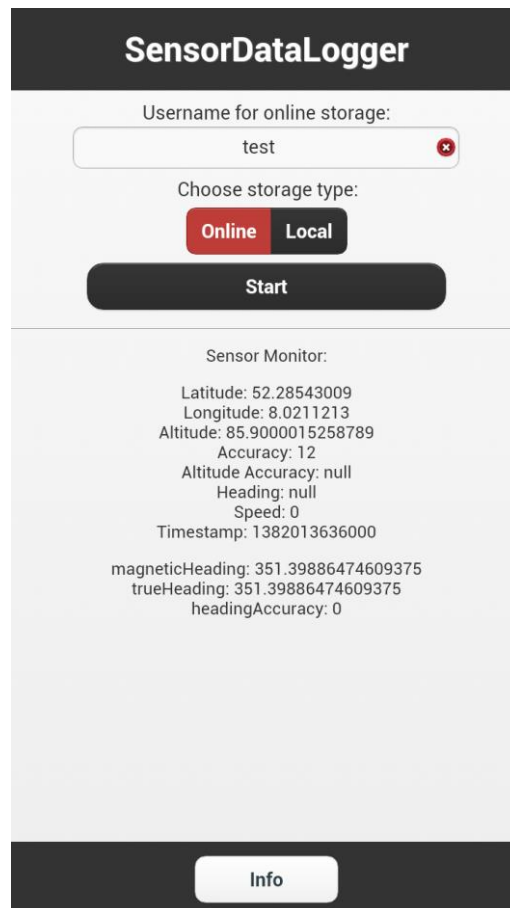 SensorDataLogger
Username for online storage:
test
Choose storage type:
Online Local
Start
Sensor Monitor:
Latitude: 52.28543009
Longitude: 8.0211213
Altitude: 85.9000015258789
Accuracy: 12
Altitude Accuracy: null
Heading: null
Speed: 0
Timestamp: 1382013636000
magneticHeading: 351.39886474609375
trueHeading: 351.39886474609375
headingAccuracy: 0
Info